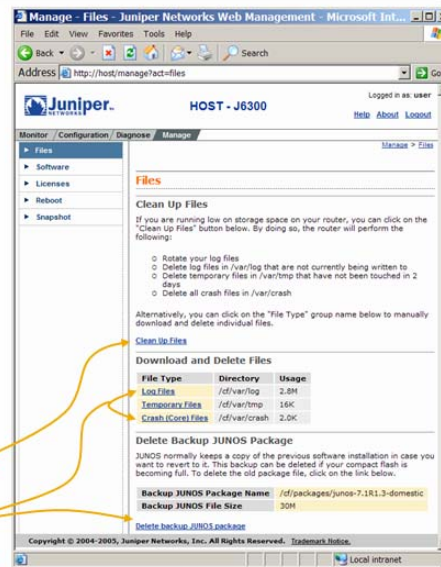 Manage - Files - Juniper Networks Web Management - Microsoft Int...
File Edit View Favorites Tools Help
Back Search
Address http://host/manage?act=files Go
Juniper
NETWORKS
HOST - J6300
Logged in as: user
Help About Logout
Monitor Configuration Diagnose Manage
Manage > Files
Files
Software
Licenses
Reboot
Snapshot
Files
Clean Up Files
If you are running low on storage space on your router, you can click on the
"Clean Up Files" button below. By doing so, the router will perform the
following:
Rotate your log files
Delete log files in /var/log that are not currently being written to
Delete temporary files in /var/tmp that have not been touched in 2
days
Delete all crash files in /var/crash
Alternatively, you can click on the "File Type" group name below to manually
download and delete individual files.
Clean Up Files
Download and Delete Files
File Type Directory Usage
Log Files /cf/var/log 2.8M
Temporary Files /cf/var/tmp 16K
Crash (Core) Files /cf/var/crash 2.0K
Delete Backup JUNOS Package
JUNOS normally keeps a copy of the previous software installation in case you
want to revert to it. This backup can be deleted if your compact flash is
becoming full. To delete the old package file, click on the link below.
Backup JUNOS Package Name /cf/packages/junos-7.1R1.3-domestic
Backup JUNOS File Size 30M
Delete backup JUNOS package
Copyright © 2004-2005, Juniper Networks, Inc. All Rights Reserved. Trademark Notice.
Local intranet